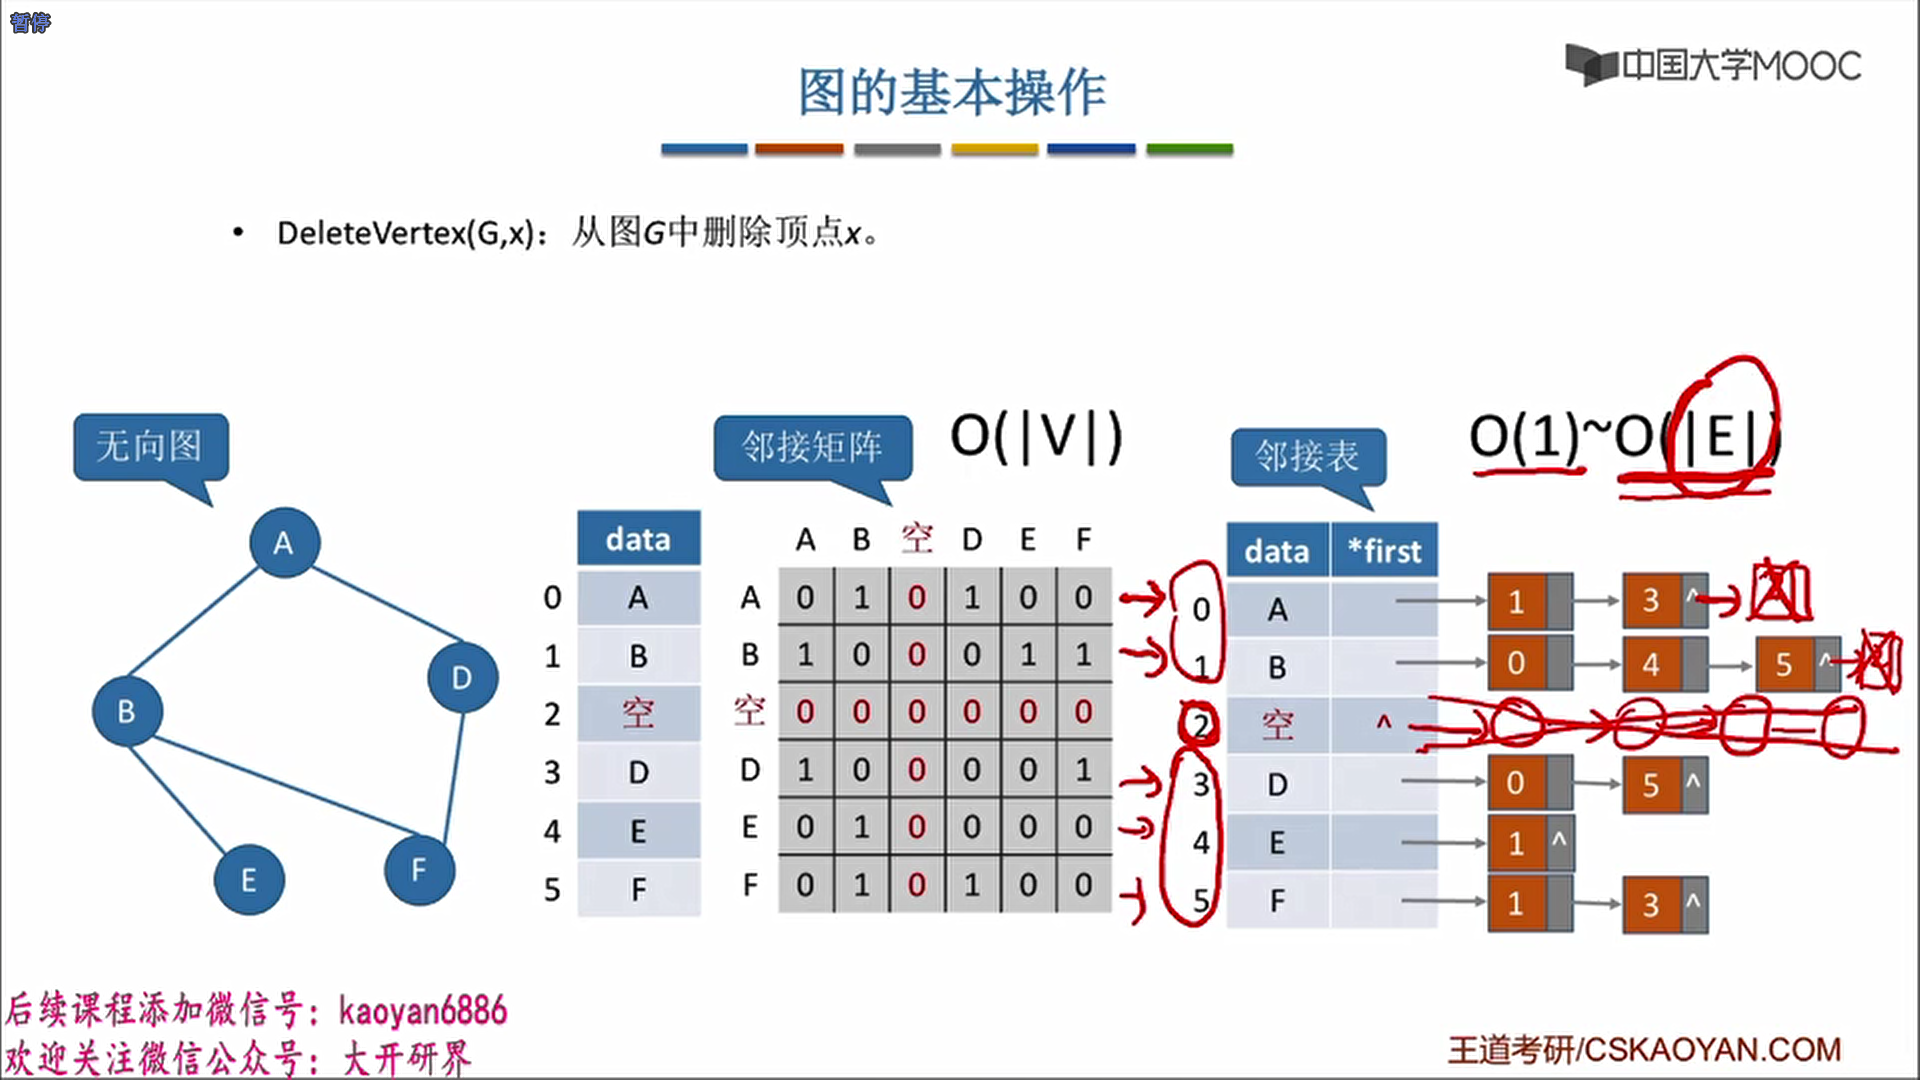 暂停
中国大学MOOC
图的基本操作
• DeleteVertex(G,x)：从图G中删除顶点x。
无向图
邻接矩阵
O(|V|)
邻接表
O(1)~O(|E|)
A
B
D
E
F
data
0 A
1 B
2 空
3 D
4 E
5 F
A B 空 D E F
A 0 1 0 1 0 0
B 1 0 0 0 1 1
空 0 0 0 0 0 0
D 1 0 0 0 0 1
E 0 1 0 0 0 0
F 0 1 0 1 0 0
data *first
0 A 1 3 ^
1 B 0 4 5 ^
2 空 ^
3 D 0 5 ^
4 E 1 ^
5 F 1 3 ^
后续课程添加微信号：kaoyan6886
欢迎关注微信公众号：大开研界
王道考研/CSKAOYAN.COM